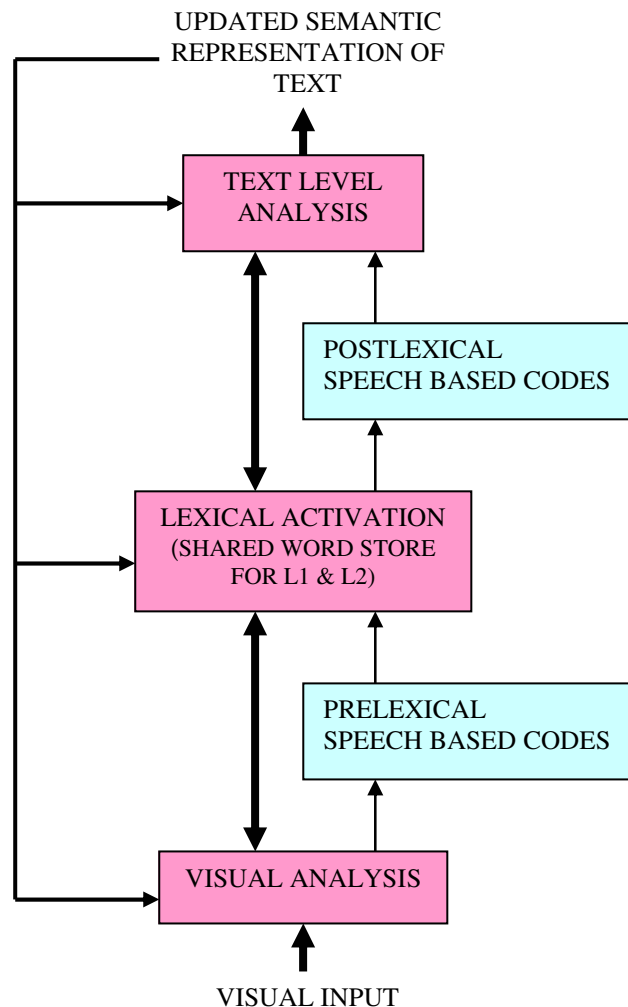 UPDATED SEMANTIC
REPRESENTATION OF
TEXT
TEXT LEVEL
ANALYSIS
POSTLEXICAL
SPEECH BASED CODES
LEXICAL ACTIVATION
(SHARED WORD STORE
FOR L1 & L2)
PRELEXICAL
SPEECH BASED CODES
VISUAL ANALYSIS
VISUAL INPUT